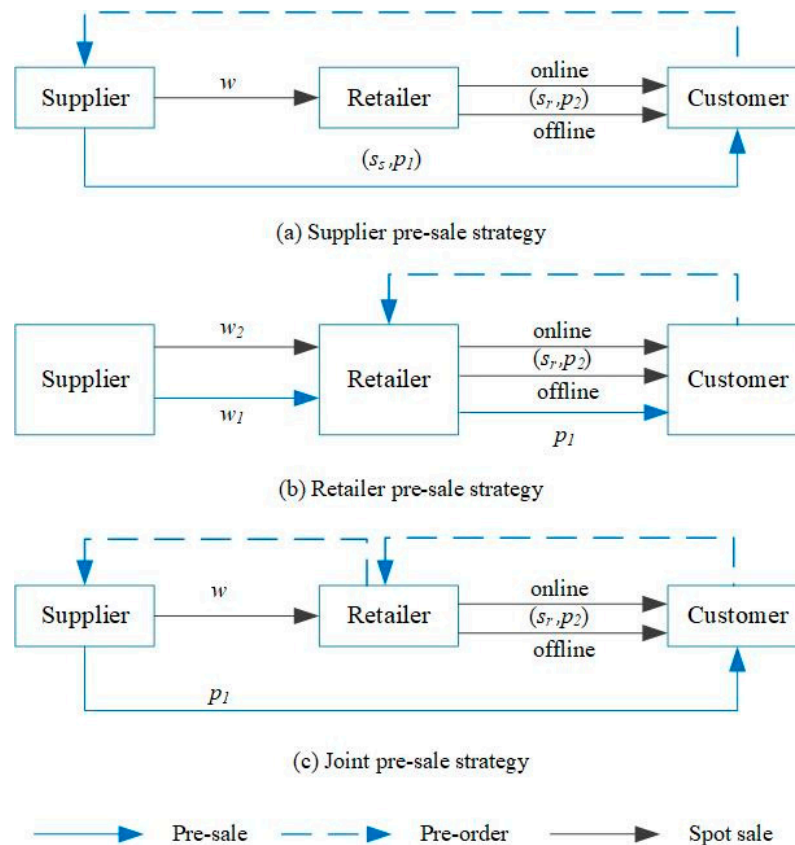 Supplier
w
Retailer
online
(s_r, p_2)
offline
Customer
(s_s, p_1)
(a) Supplier pre-sale strategy
Supplier
w_2
w_1
Retailer
online
(s_r, p_2)
offline
p_1
Customer
(b) Retailer pre-sale strategy
Supplier
w
Retailer
online
(s_r, p_2)
offline
Customer
p_1
(c) Joint pre-sale strategy
Pre-sale Pre-order Spot sale